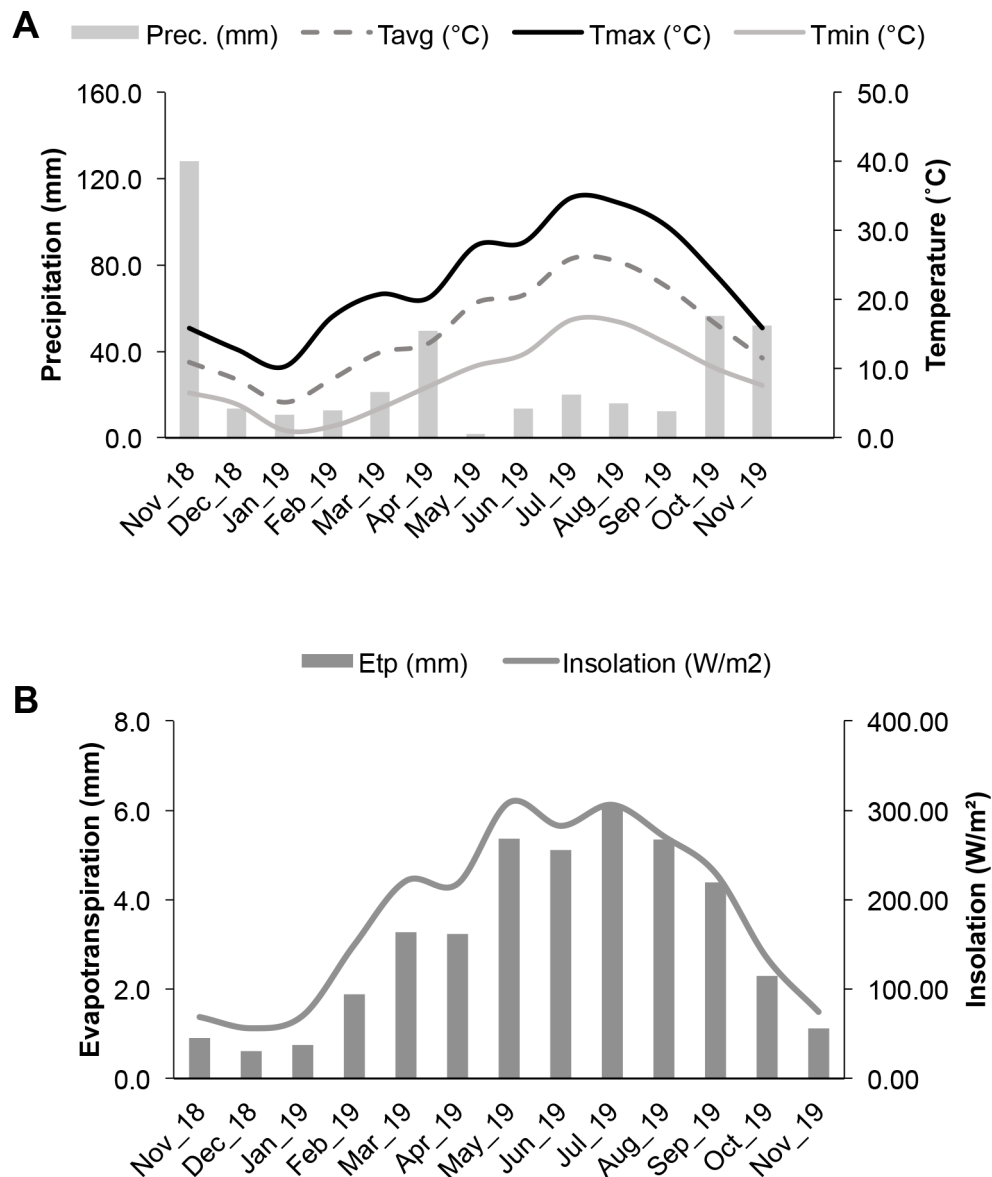 A
Prec. (mm) Tavg (°C) Tmax (°C) Tmin (°C)
160.0
120.0
80.0
40.0
0.0
Precipitation (mm)
50.0
40.0
30.0
20.0
10.0
0.0
Temperature (˚C)
Nov_18
Dec_18
Jan_19
Feb_19
Mar_19
Apr_19
May_19
Jun_19
Jul_19
Aug_19
Sep_19
Oct_19
Nov_19
Etp (mm) Insolation (W/m2)
B
8.0
6.0
4.0
2.0
0.0
Evapotranspiration (mm)
400.00
300.00
200.00
100.00
0.00
Insolation (W/m²)
Nov_18
Dec_18
Jan_19
Feb_19
Mar_19
Apr_19
May_19
Jun_19
Jul_19
Aug_19
Sep_19
Oct_19
Nov_19